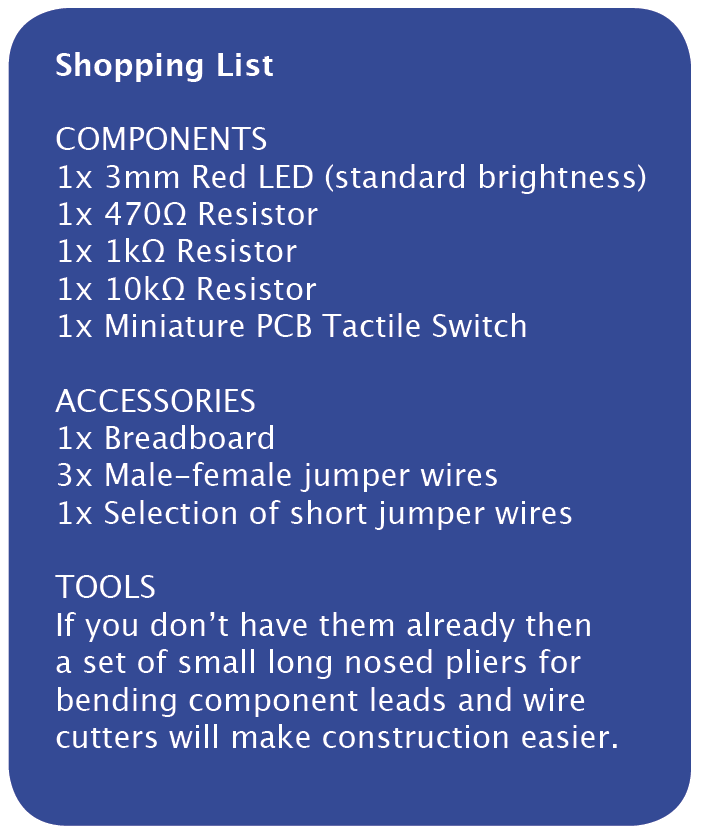 Shopping List
COMPONENTS
1x 3mm Red LED (standard brightness)
1x 470Ω Resistor
1x 1kΩ Resistor
1x 10kΩ Resistor
1x Miniature PCB Tactile Switch
ACCESSORIES
1x Breadboard
3x Male-female jumper wires
1x Selection of short jumper wires
TOOLS
If you don’t have them already then
a set of small long nosed pliers for
bending component leads and wire
cutters will make construction easier.